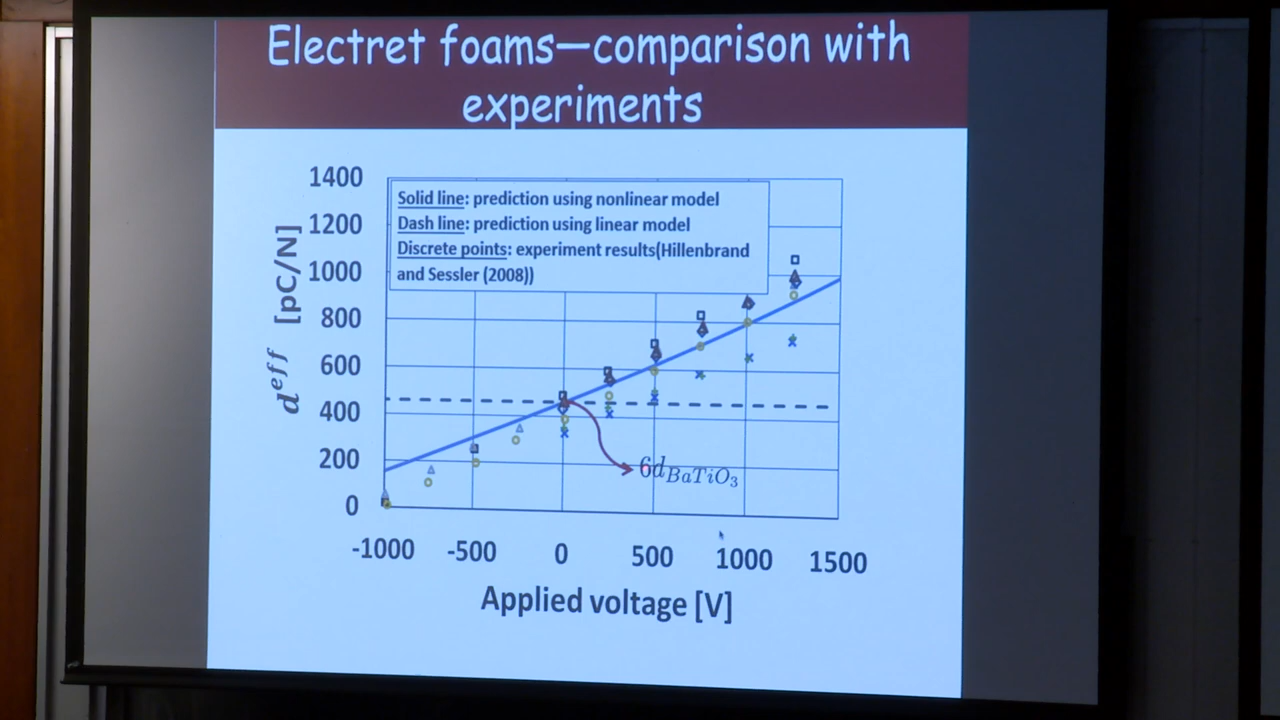 Electret foams—comparison with
experiments
Solid line: prediction using nonlinear model
Dash line: prediction using linear model
Discrete points: experiment results(Hillenbrand
and Sessler (2008))
d^{eff} [pC/N]
1400
1200
1000
800
600
400
200
0
6d_{BaTiO_3}
-1000 -500 0 500 1000 1500
Applied voltage [V]